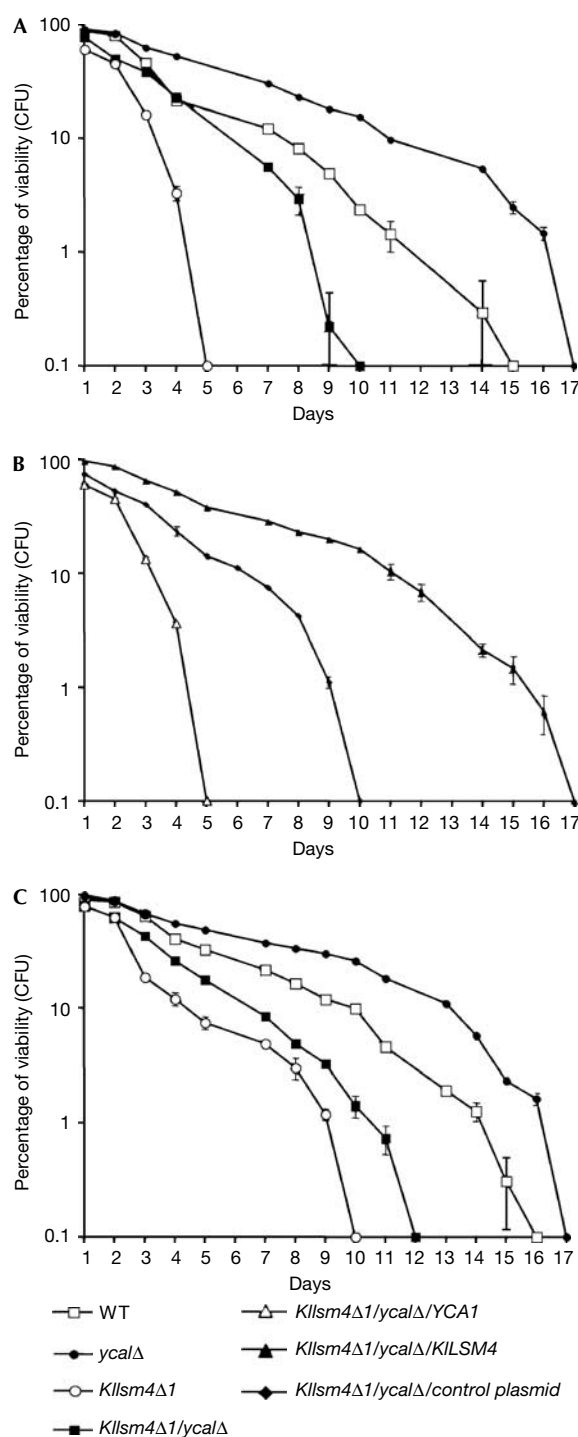 A
Percentage of viability (CFU)
100
10
1
0.1
1 2 3 4 5 6 7 8 9 10 11 12 13 14 15 16 17
Days
B
Percentage of viability (CFU)
100
10
1
0.1
1 2 3 4 5 6 7 8 9 10 11 12 13 14 15 16 17
Days
C
Percentage of viability (CFU)
100
10
1
0.1
1 2 3 4 5 7 8 9 10 11 13 14 15 16 17
Days
WT
ycalΔ
Kllsm4Δ1
Kllsm4Δ1/ycalΔ
Kllsm4Δ1/ycalΔ/YCA1
Kllsm4Δ1/ycalΔ/KlLSM4
Kllsm4Δ1/ycalΔ/control plasmid